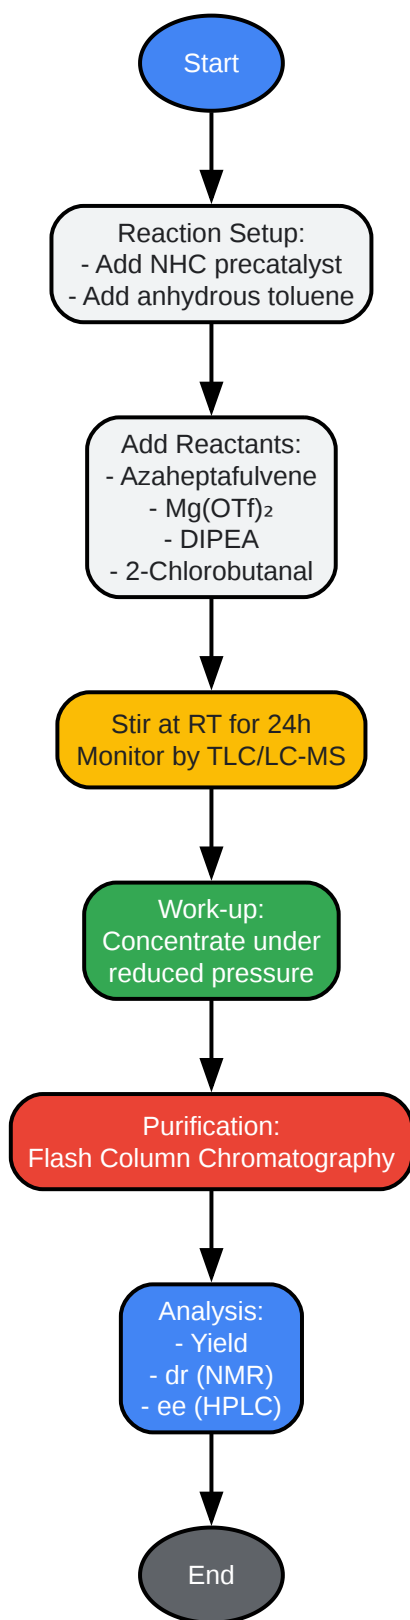 Start
Reaction Setup:
- Add NHC precatalyst
- Add anhydrous toluene
Add Reactants:
- Azaheptafulvene
- Mg(OTf)₂
- DIPEA
- 2-Chlorobutanal
Stir at RT for 24h
Monitor by TLC/LC-MS
Work-up:
Concentrate under
reduced pressure
Purification:
Flash Column Chromatography
Analysis:
- Yield
- dr (NMR)
- ee (HPLC)
End